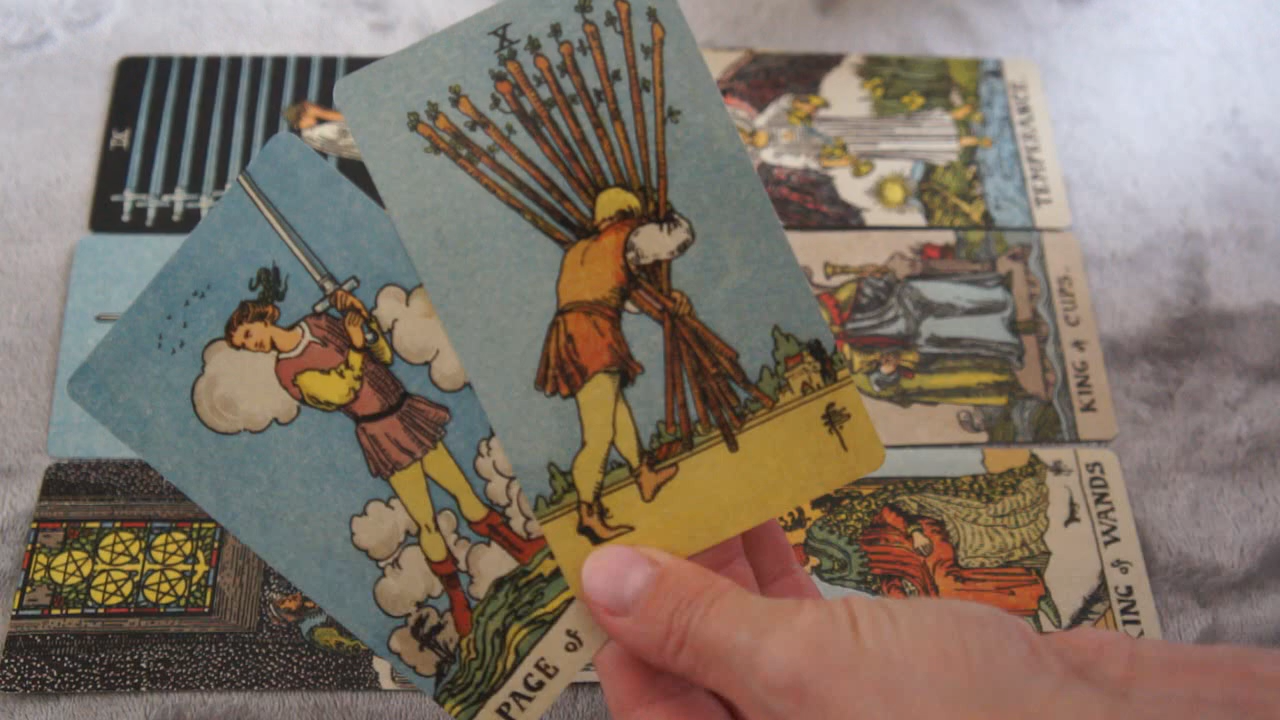 X
IX
TEMPERANCE.
KING of CUPS.
KING of WANDS
PAGE of